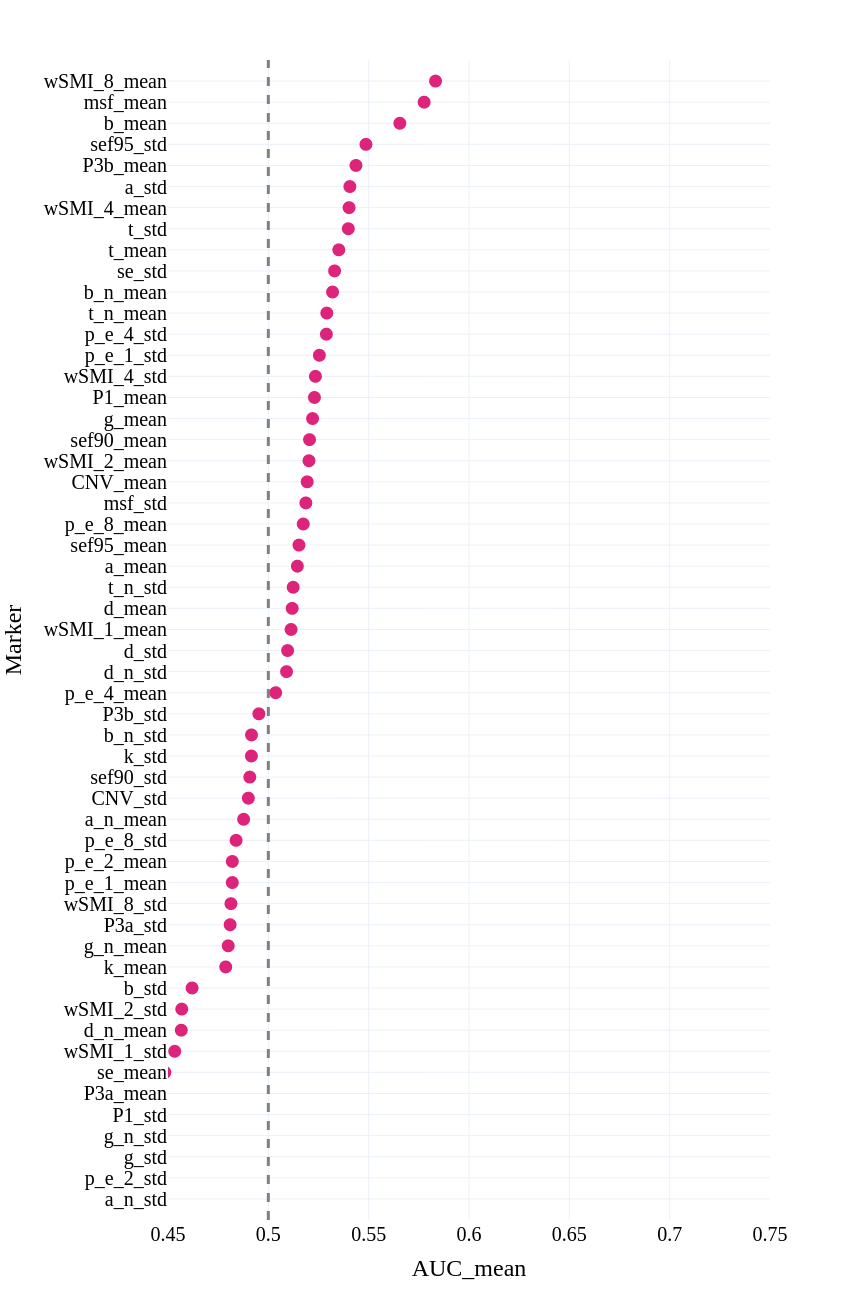 wSMI_8_mean
msf_mean
b_mean
sef95_std
P3b_mean
a_std
wSMI_4_mean
t_std
t_mean
se_std
b_n_mean
t_n_mean
p_e_4_std
p_e_1_std
wSMI_4_std
P1_mean
g_mean
sef90_mean
wSMI_2_mean
CNV_mean
msf_std
p_e_8_mean
sef95_mean
a_mean
t_n_std
d_mean
wSMI_1_mean
d_std
d_n_std
p_e_4_mean
P3b_std
b_n_std
k_std
sef90_std
CNV_std
a_n_mean
p_e_8_std
p_e_2_mean
p_e_1_mean
wSMI_8_std
P3a_std
g_n_mean
k_mean
b_std
wSMI_2_std
d_n_mean
wSMI_1_std
se_mean
P3a_mean
P1_std
g_n_std
g_std
p_e_2_std
a_n_std
Marker
0.45 0.5 0.55 0.6 0.65 0.7 0.75
AUC_mean